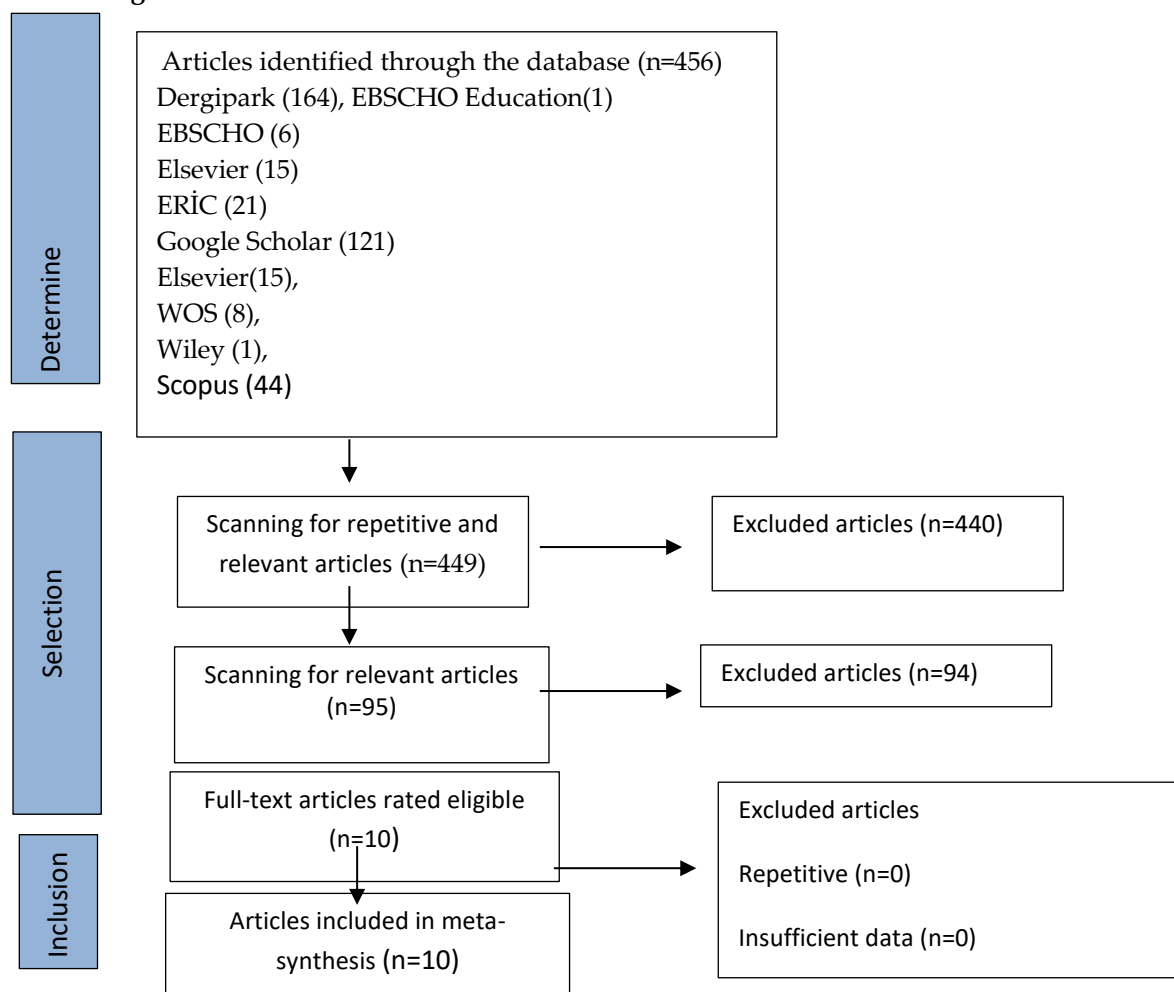 Determine
Articles identified through the database (n=456)
Dergipark (164), EBSCHO Education(1)
EBSCHO (6)
Elsevier (15)
ERİC (21)
Google Scholar (121)
Elsevier(15),
WOS (8),
Wiley (1),
Scopus (44)
Selection
Scanning for repetitive and
relevant articles (n=449)
Excluded articles (n=440)
Scanning for relevant articles
(n=95)
Excluded articles (n=94)
Full-text articles rated eligible
(n=10)
Excluded articles
Repetitive (n=0)
Insufficient data (n=0)
Inclusion
Articles included in meta-
synthesis (n=10)